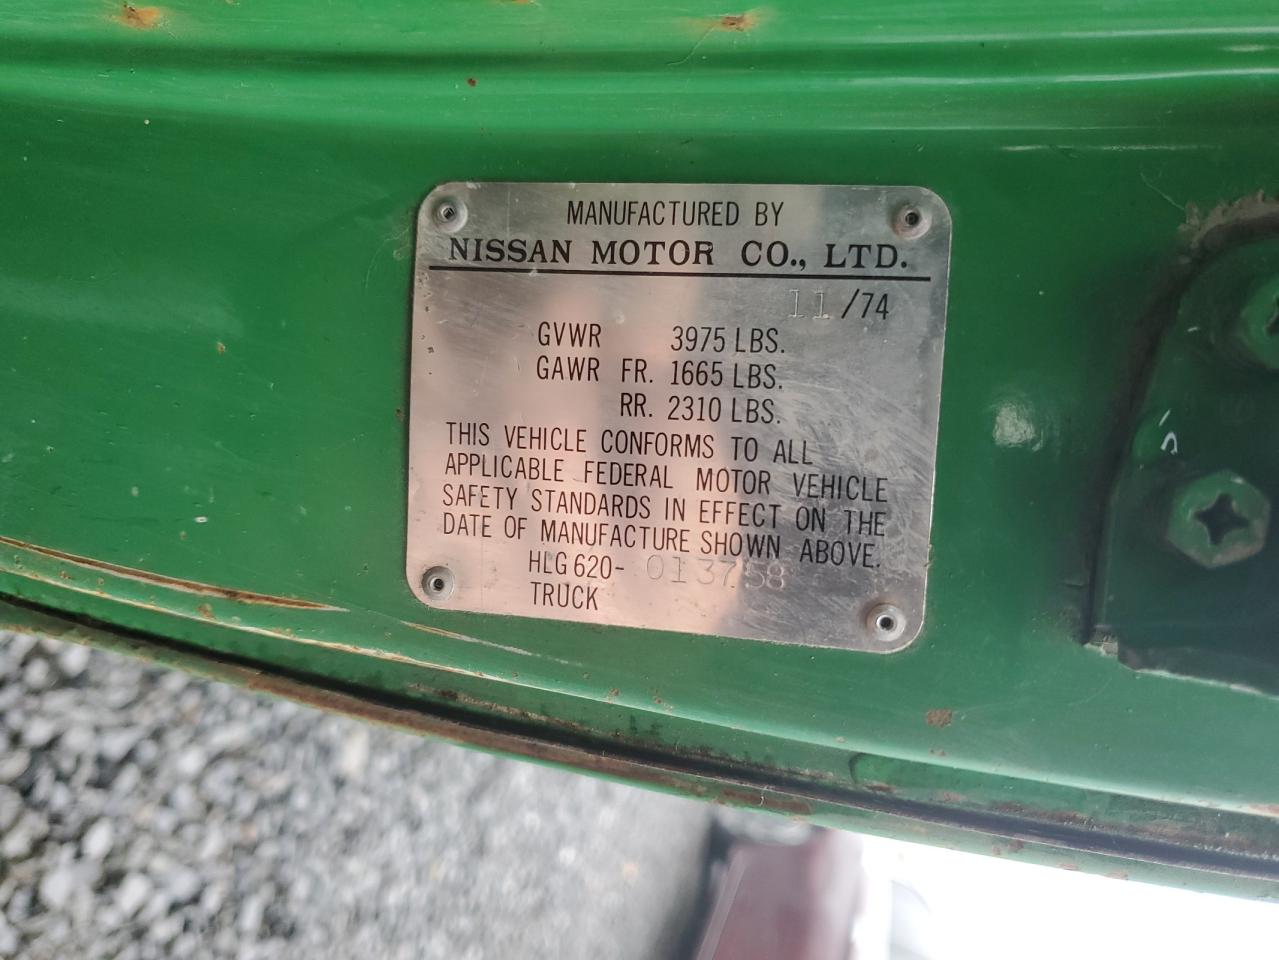 MANUFACTURED BY
NISSAN MOTOR CO., LTD.
11/74
GVWR 3975 LBS.
GAWR FR. 1665 LBS.
RR. 2310 LBS.
THIS VEHICLE CONFORMS TO ALL
APPLICABLE FEDERAL MOTOR VEHICLE
SAFETY STANDARDS IN EFFECT ON THE
DATE OF MANUFACTURE SHOWN ABOVE.
HLG620-013758
TRUCK